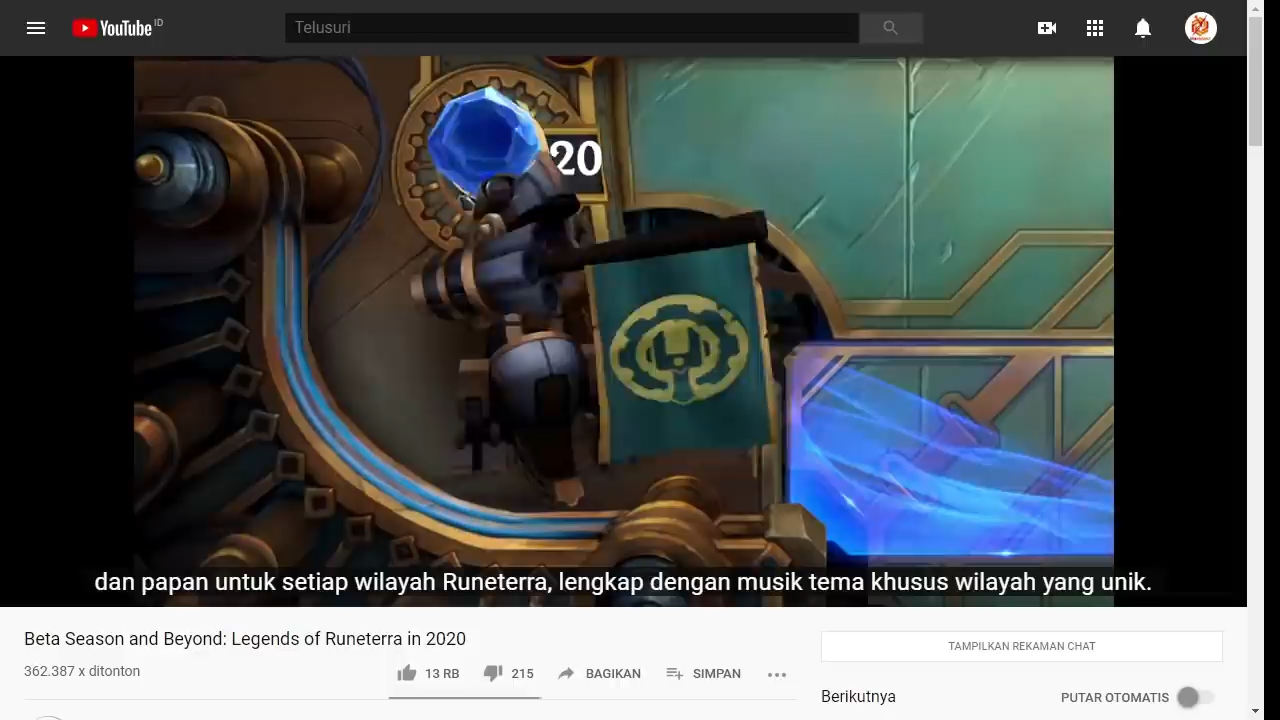 YouTube ID
Telusuri
20
dan papan untuk setiap wilayah Runeterra, lengkap dengan musik tema khusus wilayah yang unik.
Beta Season and Beyond: Legends of Runeterra in 2020
362.387 x ditonton
13 RB
215
BAGIKAN
SIMPAN
TAMPILKAN REKAMAN CHAT
Berikutnya
PUTAR OTOMATIS